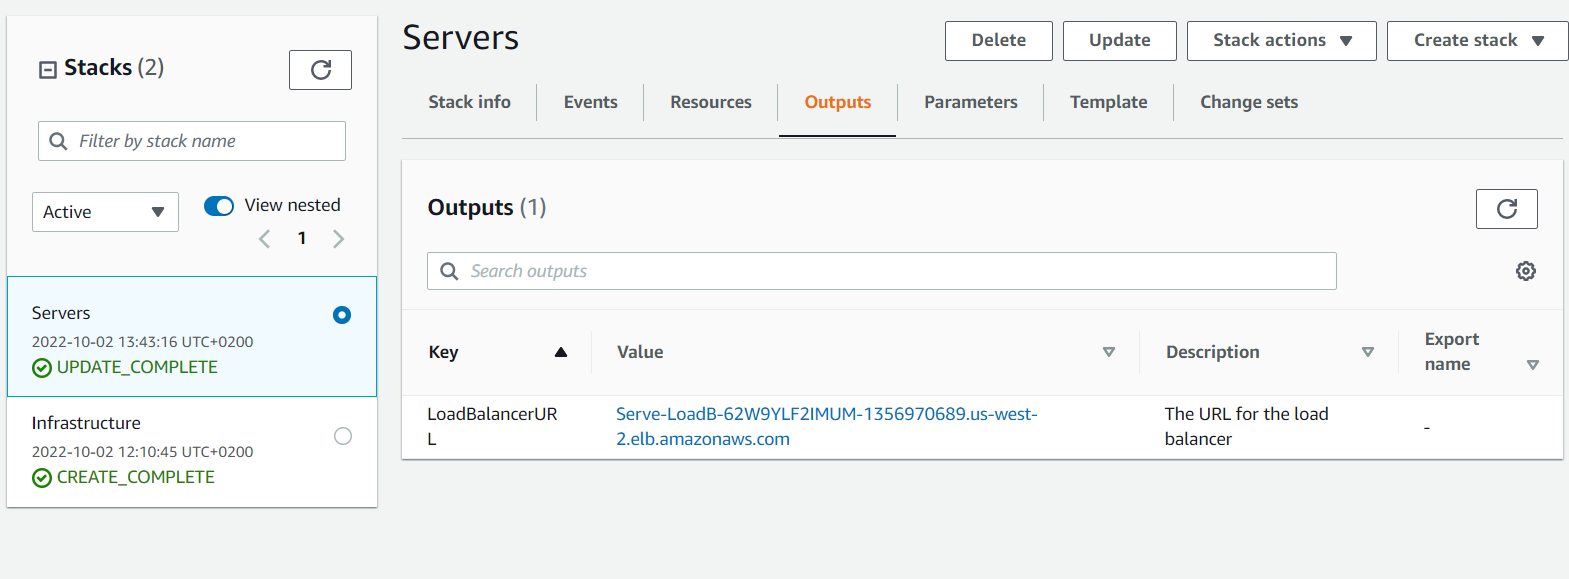 Stacks (2)
Filter by stack name
Active
View nested
1
Servers
2022-10-02 13:43:16 UTC+0200
UPDATE_COMPLETE
Infrastructure
2022-10-02 12:10:45 UTC+0200
CREATE_COMPLETE
Servers
Delete Update Stack actions Create stack
Stack info Events Resources Outputs Parameters Template Change sets
Outputs (1)
Search outputs
Key Value Description Export
name
LoadBalancerUR Serve-LoadB-62W9YLF2IMUM-1356970689.us-west- The URL for the load -
L 2.elb.amazonaws.com balancer